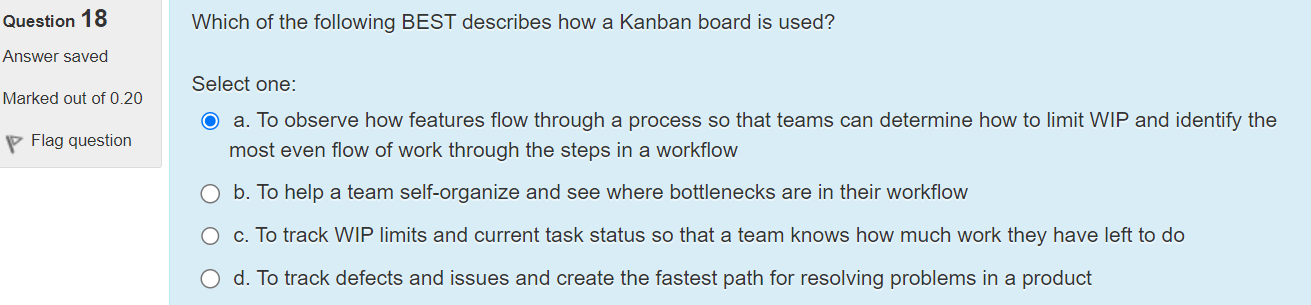 Question 18
Answer saved
Marked out of 0.20
Flag question
Which of the following BEST describes how a Kanban board is used?
Select one:
a. To observe how features flow through a process so that teams can determine how to limit WIP and identify the
most even flow of work through the steps in a workflow
b. To help a team self-organize and see where bottlenecks are in their workflow
c. To track WIP limits and current task status so that a team knows how much work they have left to do
d. To track defects and issues and create the fastest path for resolving problems in a product